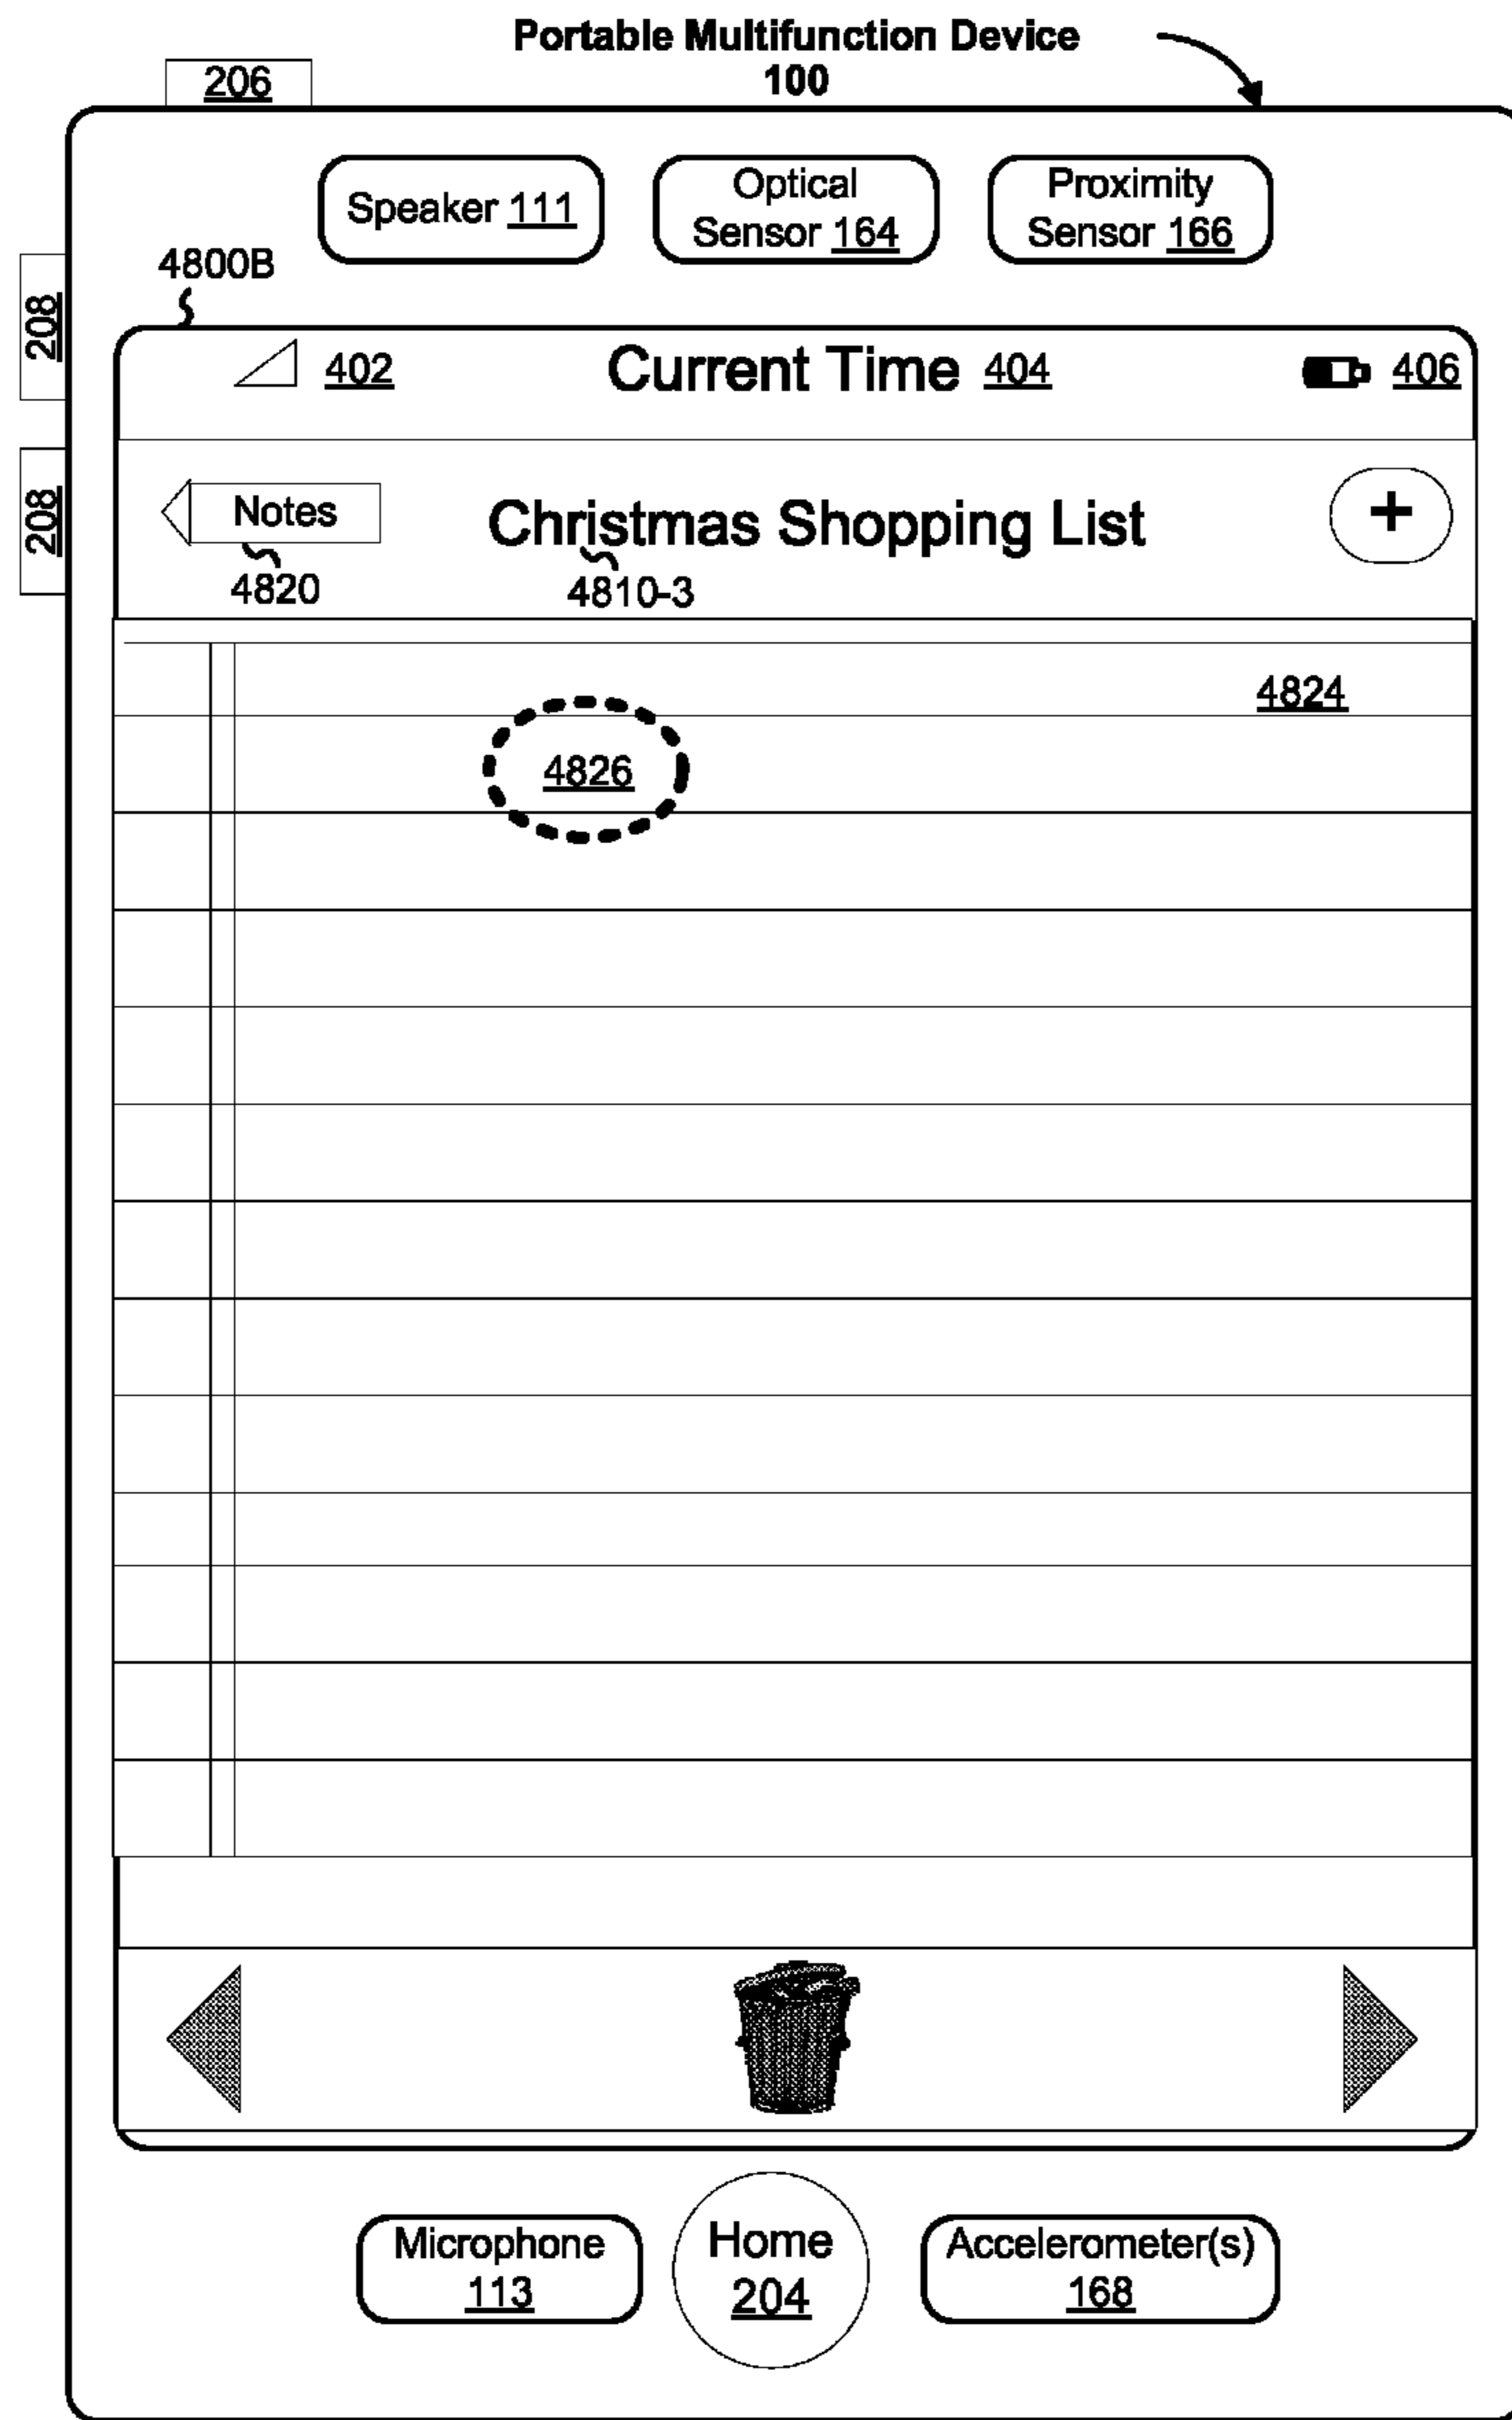 Portable Multifunction Device
100
206
Speaker 111
Optical
Sensor 164
Proximity
Sensor 166
4800B
208
402
Current Time 404
406
Notes
Christmas Shopping List
+
208
4820
4810-3
4824
4826
Microphone
113
Home
204
Accelerometer(s)
168